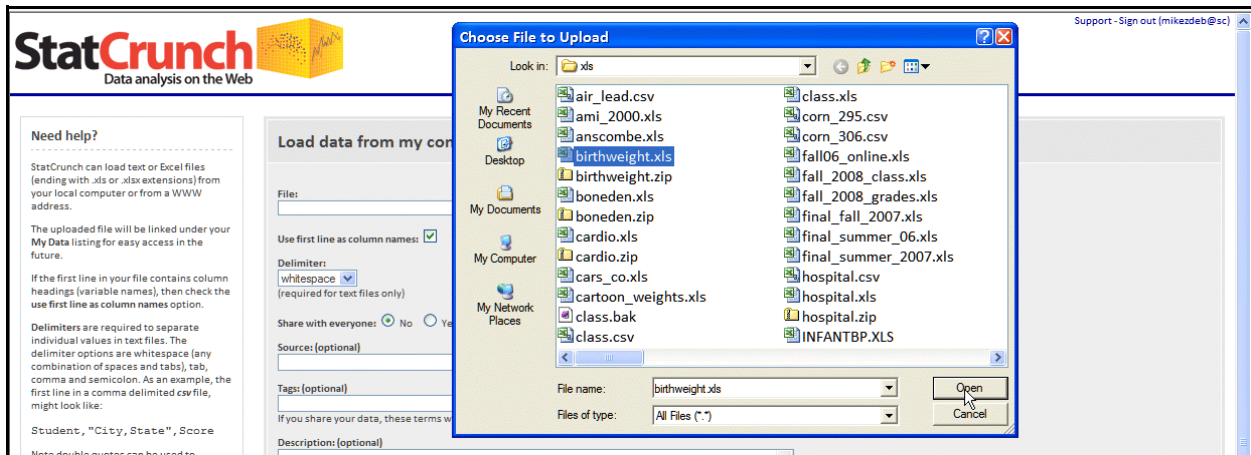 Support - Sign out (mikezdeb@sc)
StatCrunch
Data analysis on the Web
Need help?
StatCrunch can load text or Excel files
(ending with .xls or .xlsx extensions) from
your local computer or from a WWW
address.
The uploaded file will be linked under your
My Data listing for easy access in the
future.
If the first line in your file contains column
headings (variable names), then check the
use first line as column names option.
Delimiters are required to separate
individual values in text files. The
delimiter options are whitespace (any
combination of spaces and tabs), tab,
comma and semicolon. As an example, the
first line in a comma delimited csv file,
might look like:
Student,"City,State",Score
Note double quotes can be used to
Load data from my con
File:
Use first line as column names:
Delimiter:
whitespace
(required for text files only)
Share with everyone: No Ye
Source: (optional)
Tags: (optional)
If you share your data, these terms w
Description: (optional)
Choose File to Upload
Look in: xls
My Recent
Documents
Desktop
My Documents
My Computer
My Network
Places
air_lead.csv
ami_2000.xls
anscombe.xls
birthweight.xls
birthweight.zip
boneden.xls
boneden.zip
cardio.xls
cardio.zip
cars_co.xls
cartoon_weights.xls
class.bak
class.csv
class.xls
corn_295.csv
corn_306.csv
fall06_online.xls
fall_2008_class.xls
fall_2008_grades.xls
final_fall_2007.xls
final_summer_06.xls
final_summer_2007.xls
hospital.csv
hospital.xls
hospital.zip
INFANTBP.XLS
File name: birthweight.xls
Open
Files of type: All Files (*.*)
Cancel